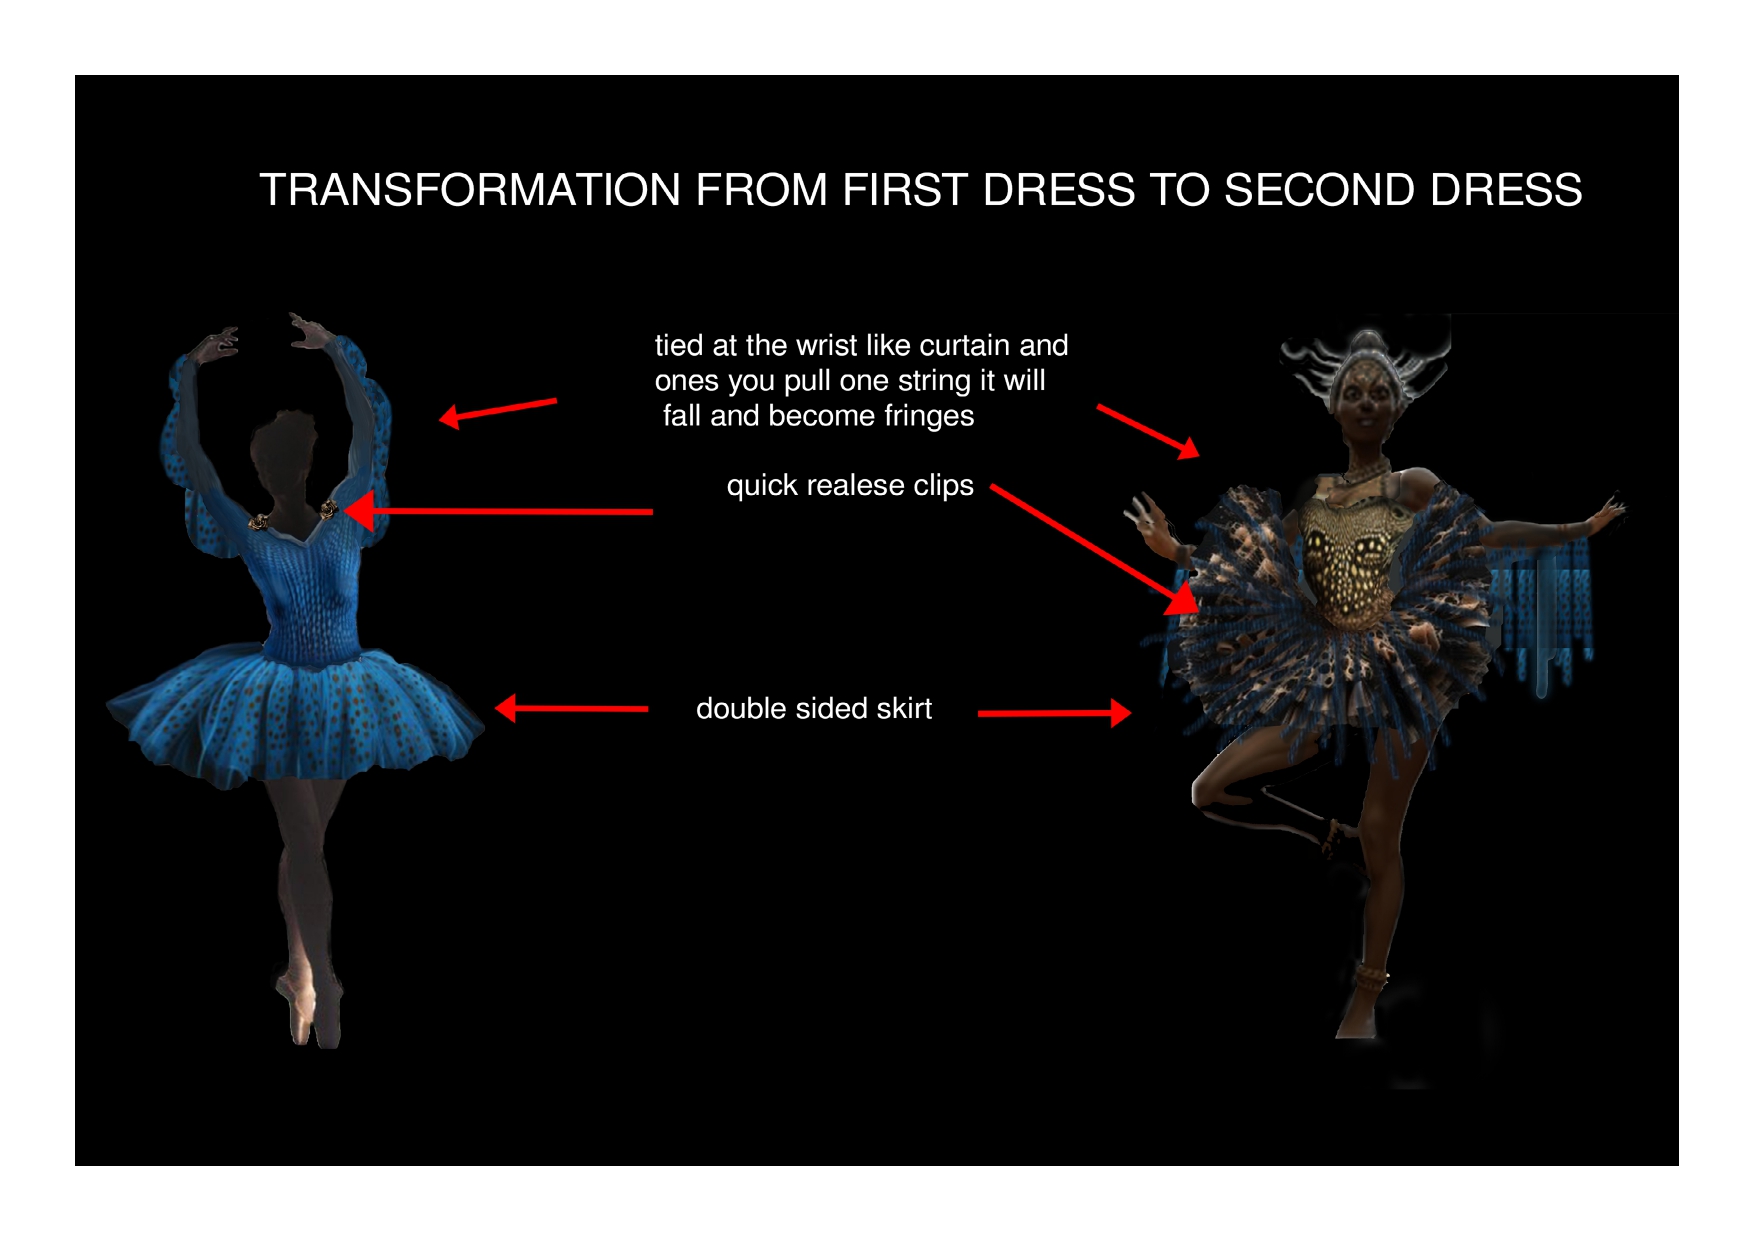 TRANSFORMATION FROM FIRST DRESS TO SECOND DRESS
tied at the wrist like curtain and
ones you pull one string it will
fall and become fringes
quick realese clips
double sided skirt